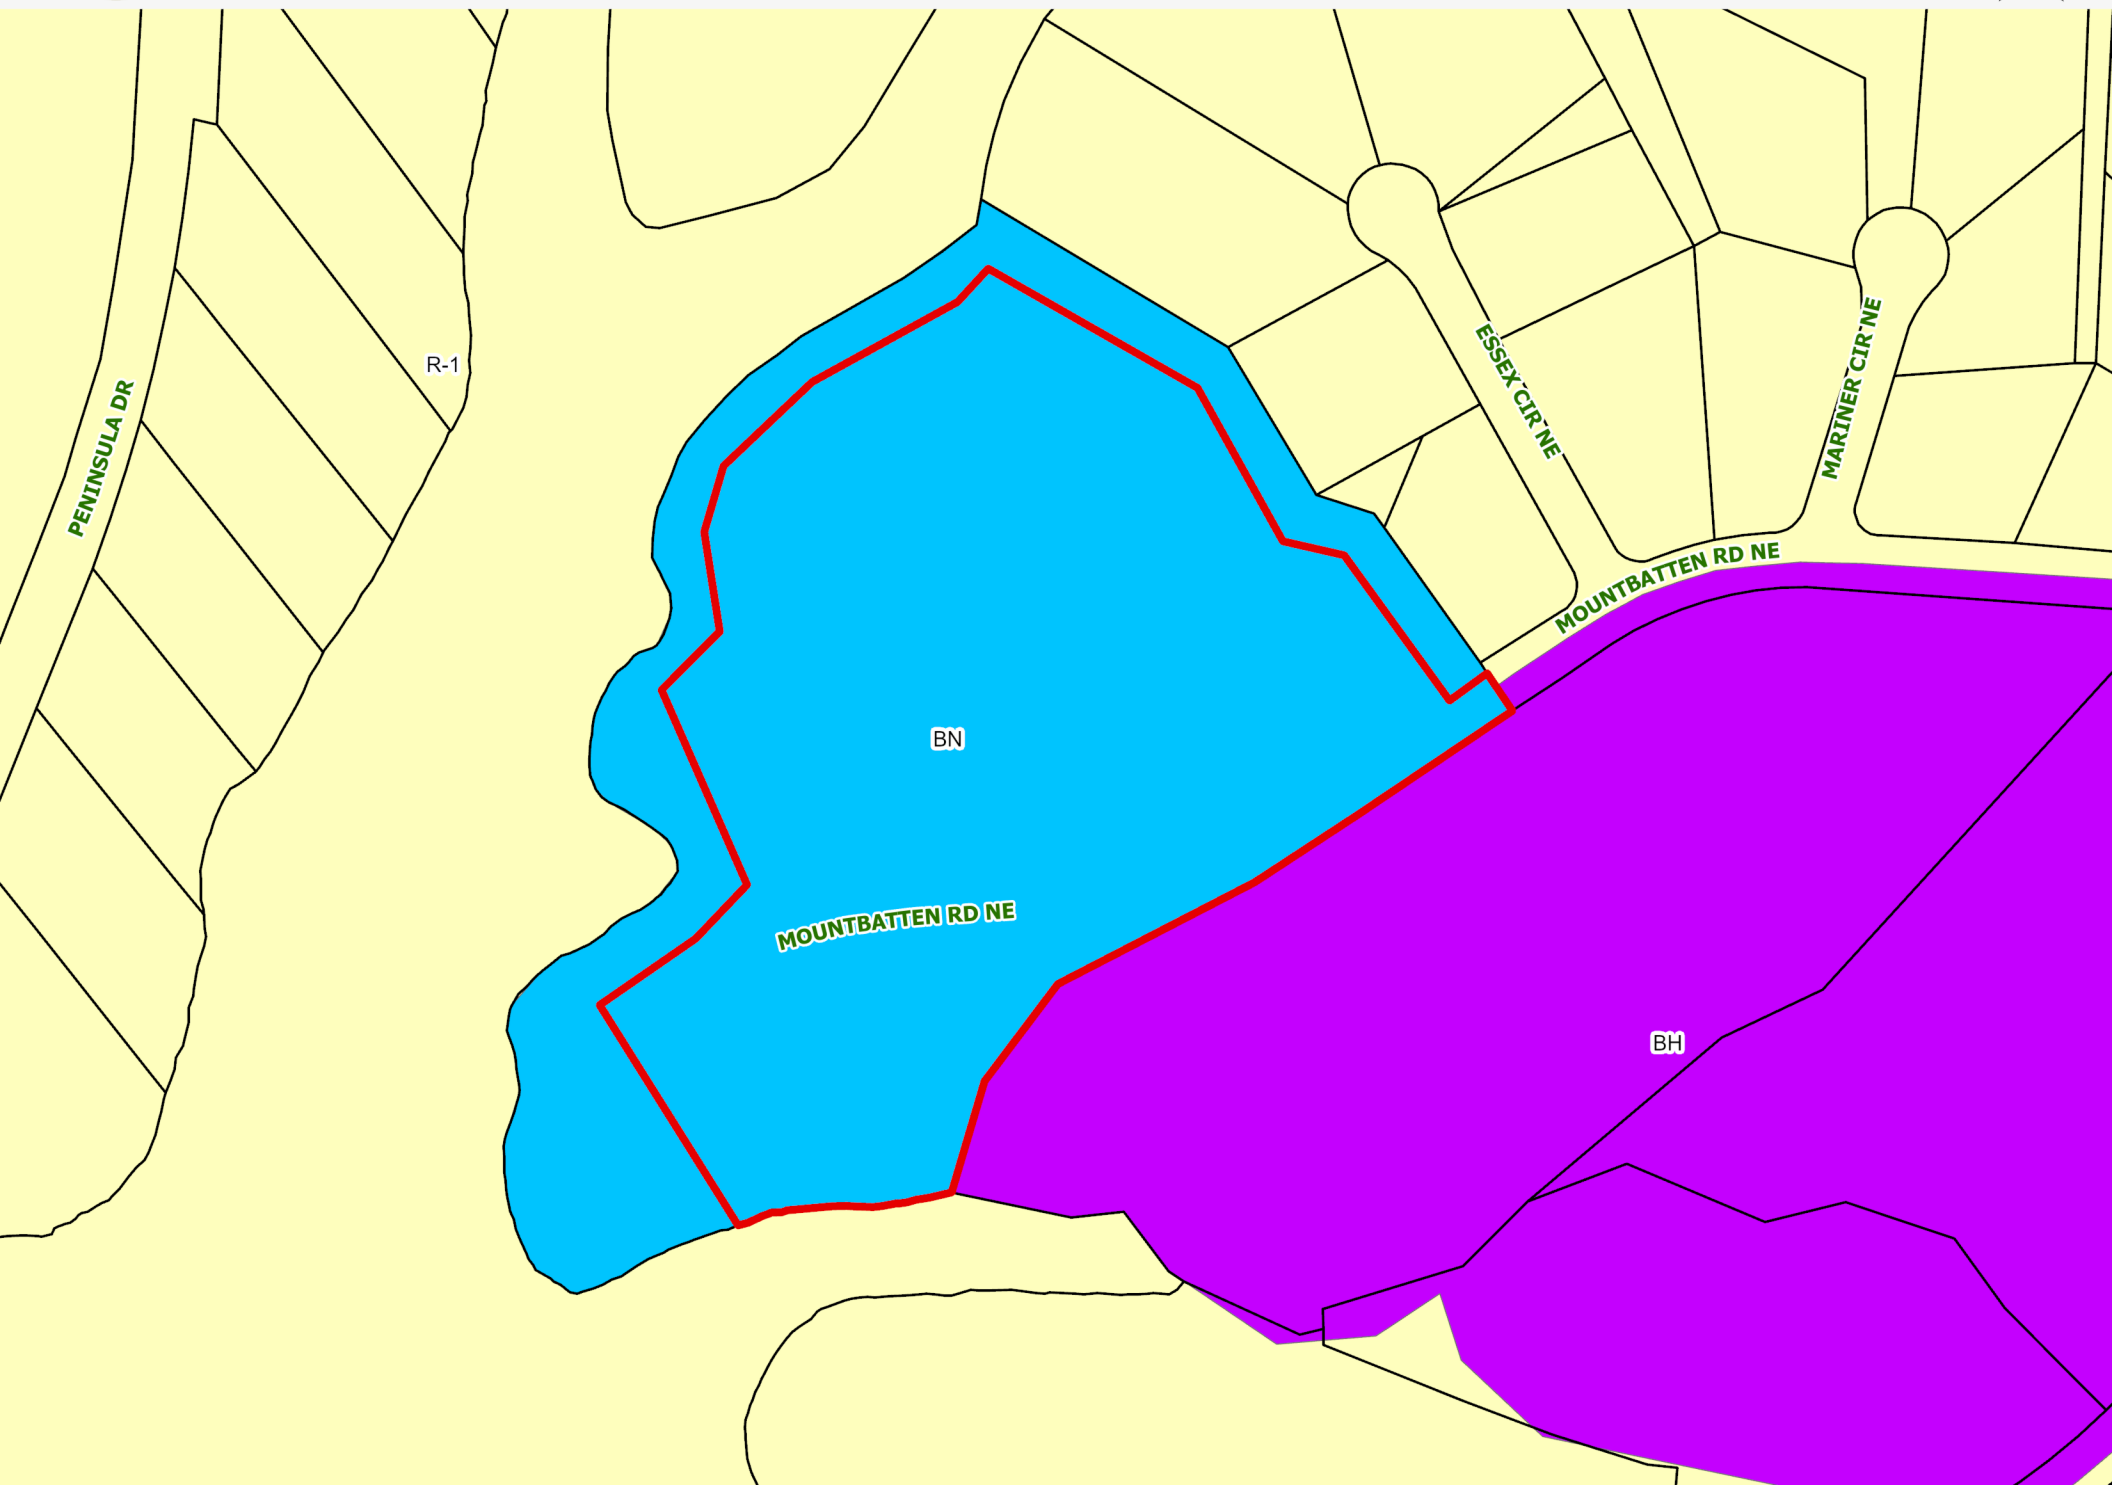 R-1
PENINSULA DR
ESSEX CIR NE
MARINER CIR NE
MOUNTBATTEN RD NE
BN
MOUNTBATTEN RD NE
BH